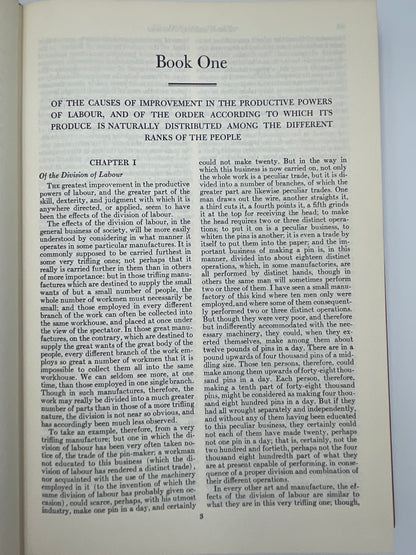 Book One
OF THE CAUSES OF IMPROVEMENT IN THE PRODUCTIVE POWERS
OF LABOUR, AND OF THE ORDER ACCORDING TO WHICH ITS
PRODUCE IS NATURALLY DISTRIBUTED AMONG THE DIFFERENT
RANKS OF THE PEOPLE
CHAPTER I
Of the Division of Labour
THE greatest improvement in the productive
powers of labour, and the greater part of the
skill, dexterity, and judgment with which it is
anywhere directed, or applied, seem to have
been the effects of the division of labour.
The effects of the division of labour, in the
general business of society, will be more easily
understood by considering in what manner it
operates in some particular manufactures. It is
commonly supposed to be carried furthest in
some very trifling ones; not perhaps that it
really is carried further in them than in others
of more importance: but in those trifling manu-
factures which are destined to supply the small
wants of but a small number of people, the
whole number of workmen must necessarily be
small; and those employed in every different
branch of the work can often be collected into
the same workhouse, and placed at once under
the view of the spectator. In those great manu-
factures, on the contrary, which are destined to
supply the great wants of the great body of the
people, every different branch of the work em-
ploys so great a number of workmen that it is
impossible to collect them all into the same
workhouse. We can seldom see more, at one
time, than those employed in one single branch.
Though in such manufactures, therefore, the
work may really be divided into a much greater
number of parts than in those of a more trifling
nature, the division is not near so obvious, and
has accordingly been much less observed.
To take an example, therefore, from a very
trifling manufacture; but one in which the di-
vision of labour has been very often taken no-
tice of, the trade of the pin-maker; a workman
not educated to this business (which the di-
vision of labour has rendered a distinct trade),
nor acquainted with the use of the machinery
employed in it (to the invention of which the
same division of labour has probably given oc-
casion), could scarce, perhaps, with his utmost
industry, make one pin in a day, and certainly
could not make twenty. But in the way in
which this business is now carried on, not only
the whole work is a peculiar trade, but it is di-
vided into a number of branches, of which the
greater part are likewise peculiar trades. One
man draws out the wire, another straights it,
a third cuts it, a fourth points it, a fifth grinds
it at the top for receiving the head; to make
the head requires two or three distinct opera-
tions; to put it on is a peculiar business, to
whiten the pins is another; it is even a trade by
itself to put them into the paper; and the im-
portant business of making a pin is, in this
manner, divided into about eighteen distinct
operations, which, in some manufactories, are
all performed by distinct hands, though in
others the same man will sometimes perform
two or three of them. I have seen a small manu-
factory of this kind where ten men only were
employed, and where some of them consequent-
ly performed two or three distinct operations.
But though they were very poor, and therefore
but indifferently accommodated with the nec-
essary machinery, they could, when they ex-
erted themselves, make among them about
twelve pounds of pins in a day. There are in a
pound upwards of four thousand pins of a mid-
dling size. Those ten persons, therefore, could
make among them upwards of forty-eight thou-
sand pins in a day. Each person, therefore,
making a tenth part of forty-eight thousand
pins, might be considered as making four thou-
sand eight hundred pins in a day. But if they
had all wrought separately and independently,
and without any of them having been educated
to this peculiar business, they certainly could
not each of them have made twenty, perhaps
not one pin in a day; that is, certainly, not the
two hundred and fortieth, perhaps not the four
thousand eight hundredth part of what they
are at present capable of performing, in conse-
quence of a proper division and combination of
their different operations.
In every other art and manufacture, the ef-
fects of the division of labour are similar to
what they are in this very trifling one; though,
3